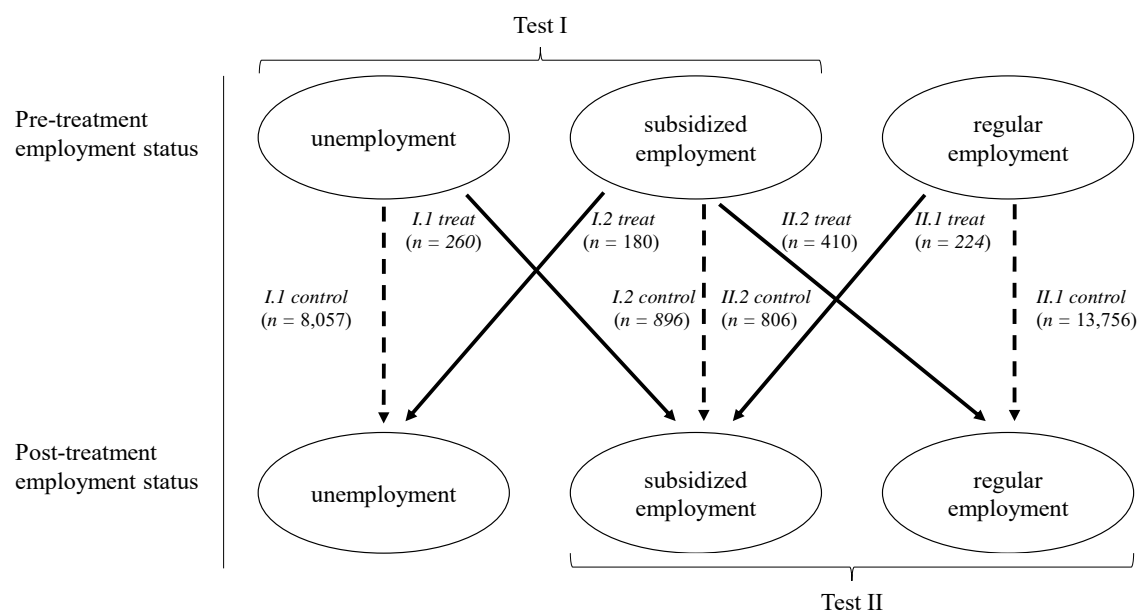 Test I
Pre-treatment
employment status
unemployment
subsidized
employment
regular
employment
I.1 treat
(n = 260)
I.2 treat
(n = 180)
II.2 treat
(n = 410)
II.1 treat
(n = 224)
I.1 control
(n = 8,057)
I.2 control
(n = 896)
II.2 control
(n = 806)
II.1 control
(n = 13,756)
Post-treatment
employment status
unemployment
subsidized
employment
regular
employment
Test II